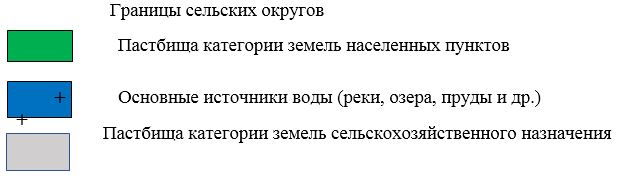 Границы сельских округов
Пастбища категории земель населенных пунктов
Основные источники воды (реки, озера, пруды и др.)
Пастбища категории земель сельскохозяйственного назначения